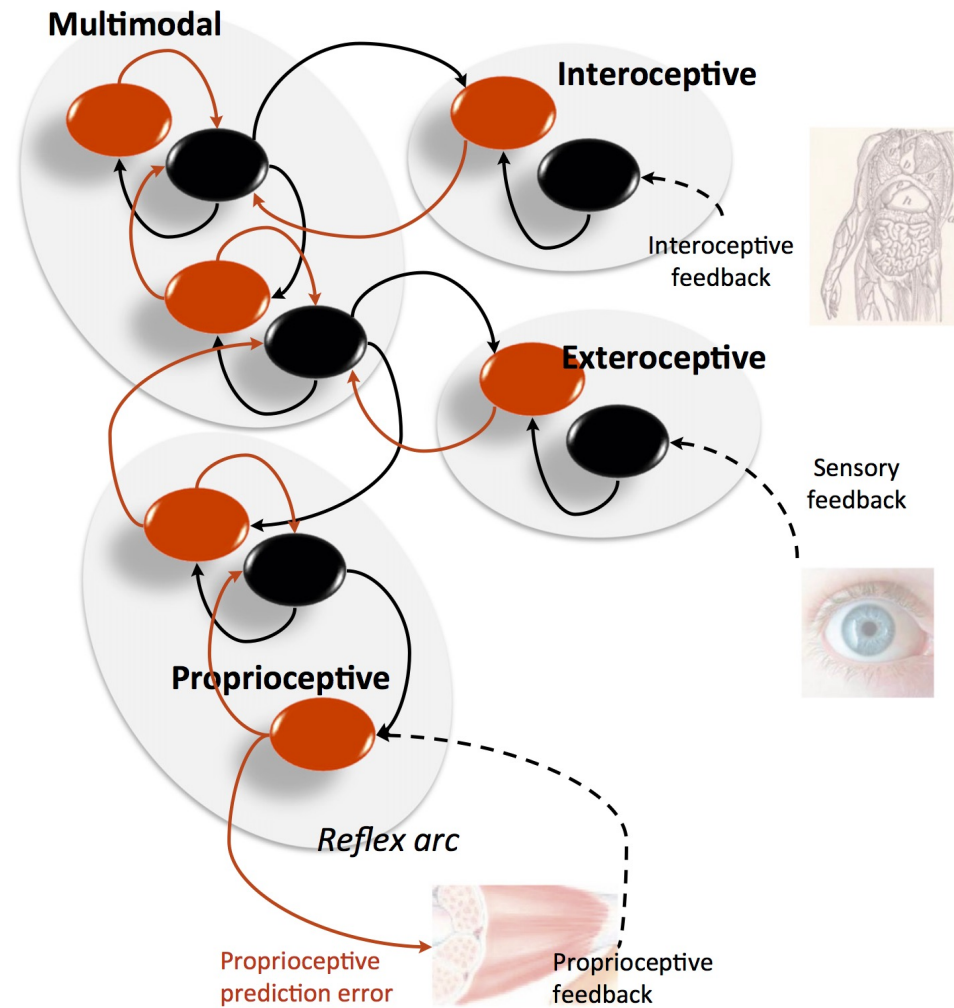 Multimodal
Interoceptive
Interoceptive
feedback
Exteroceptive
Sensory
feedback
Proprioceptive
Reflex arc
Proprioceptive
prediction error
Proprioceptive
feedback